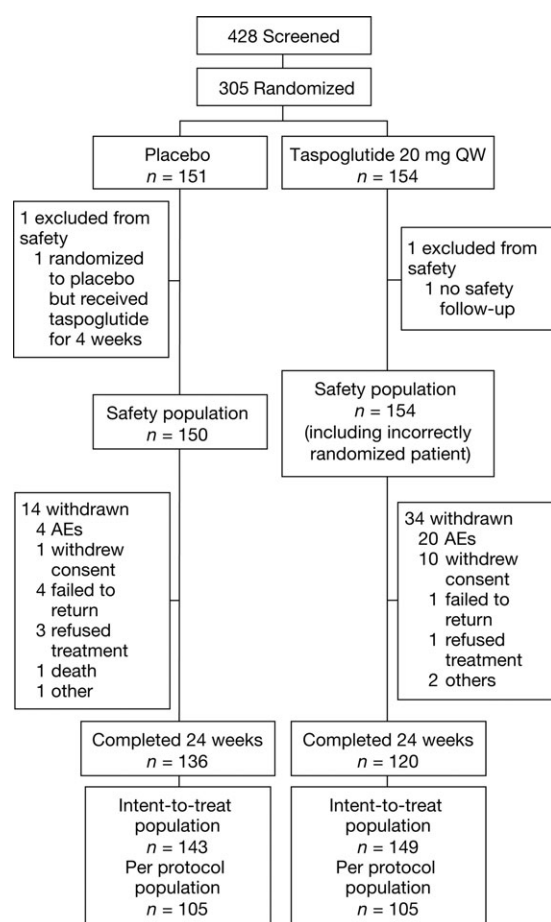 428 Screened
305 Randomized
Placebo
n = 151
Taspoglutide 20 mg QW
n = 154
1 excluded from
safety
1 randomized
to placebo
but received
taspoglutide
for 4 weeks
1 excluded from
safety
1 no safety
follow-up
Safety population
n = 150
Safety population
n = 154
(including incorrectly
randomized patient)
14 withdrawn
4 AEs
1 withdrew
consent
4 failed to
return
3 refused
treatment
1 death
1 other
34 withdrawn
20 AEs
10 withdrew
consent
1 failed to
return
1 refused
treatment
2 others
Completed 24 weeks
n = 136
Completed 24 weeks
n = 120
Intent-to-treat
population
n = 143
Per protocol
population
n = 105
Intent-to-treat
population
n = 149
Per protocol
population
n = 105